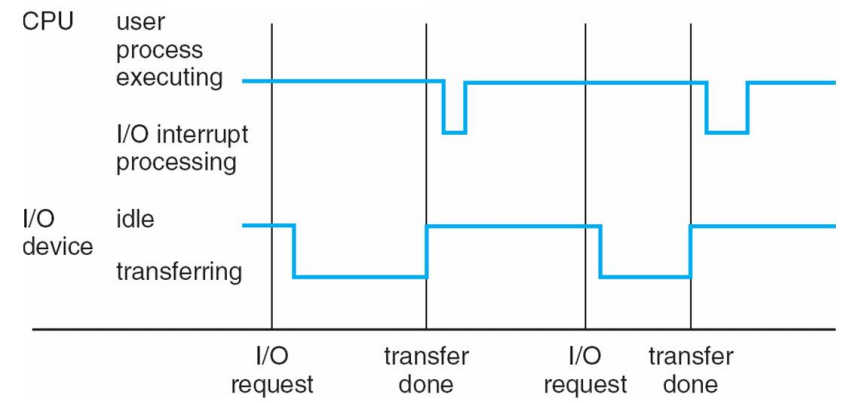 CPU
user
process
executing
I/O interrupt
processing
I/O
device
idle
transferring
I/O
request
transfer
done
I/O
request
transfer
done